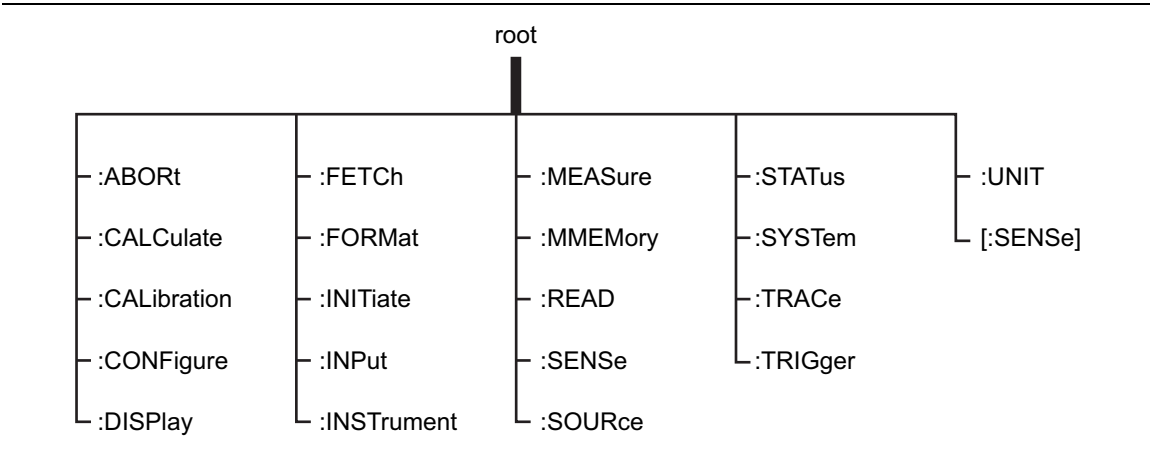 root
:ABORt
:CALCulate
:CALibration
:CONFigure
:DISPlay
:FETCh
:FORMat
:INITiate
:INPut
:INSTrument
:MEASure
:MMEMory
:READ
:SENSe
:SOURce
:STATus
:SYSTem
:TRACe
:TRIGger
:UNIT
[:SENSe]